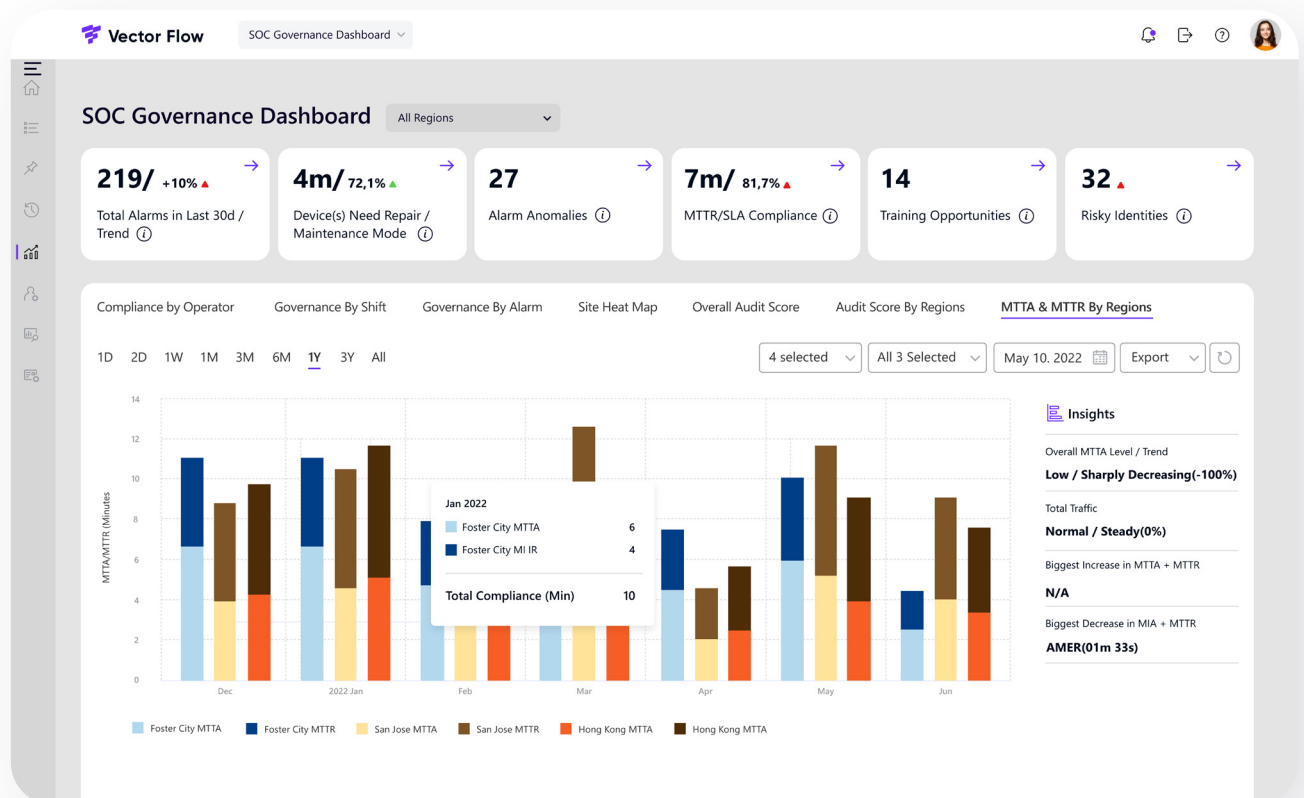 Vector Flow
SOC Governance Dashboard
SOC Governance Dashboard
All Regions
219/ +10%
Total Alarms in Last 30d /
Trend
4m/ 72,1%
Device(s) Need Repair /
Maintenance Mode
27
Alarm Anomalies
7m/ 81,7%
MTTR/SLA Compliance
14
Training Opportunities
32
Risky Identities
Compliance by Operator
Governance By Shift
Governance By Alarm
Site Heat Map
Overall Audit Score
Audit Score By Regions
MTTA & MTTR By Regions
1D 2D 1W 1M 3M 6M 1Y 3Y All
4 selected
All 3 Selected
May 10. 2022
Export
MTTA/MTTR (Minutes
14
12
10
8
6
4
2
0
Dec
2022 Jan
Feb
Mar
Apr
May
Jun
Jan 2022
Foster City MTTA 6
Foster City MI IR 4
Total Compliance (Min) 10
Foster City MTTA
Foster City MTTR
San Jose MTTA
San Jose MTTR
Hong Kong MTTA
Hong Kong MTTA
Insights
Overall MTTA Level / Trend
Low / Sharply Decreasing(-100%)
Total Traffic
Normal / Steady(0%)
Biggest Increase in MTTA + MTTR
N/A
Biggest Decrease in MIA + MTTR
AMER(01m 33s)